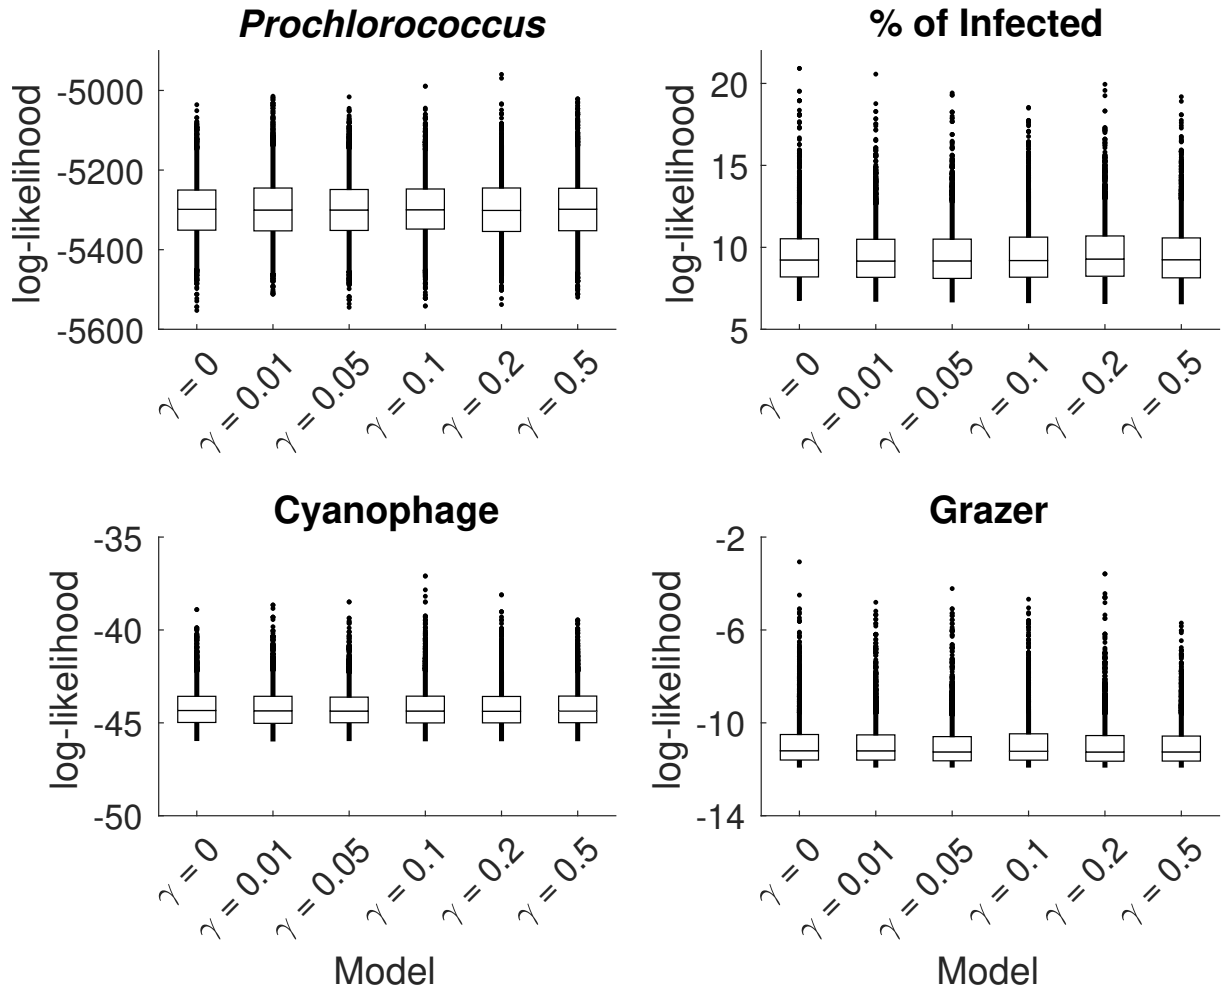 Prochlorococcus
log-likelihood
-5000
-5200
-5400
-5600
γ = 0
γ = 0.01
γ = 0.05
γ = 0.1
γ = 0.2
γ = 0.5
% of Infected
log-likelihood
20
15
10
5
γ = 0
γ = 0.01
γ = 0.05
γ = 0.1
γ = 0.2
γ = 0.5
Cyanophage
log-likelihood
-35
-40
-45
-50
γ = 0
γ = 0.01
γ = 0.05
γ = 0.1
γ = 0.2
γ = 0.5
Model
Grazer
log-likelihood
-2
-6
-10
-14
γ = 0
γ = 0.01
γ = 0.05
γ = 0.1
γ = 0.2
γ = 0.5
Model